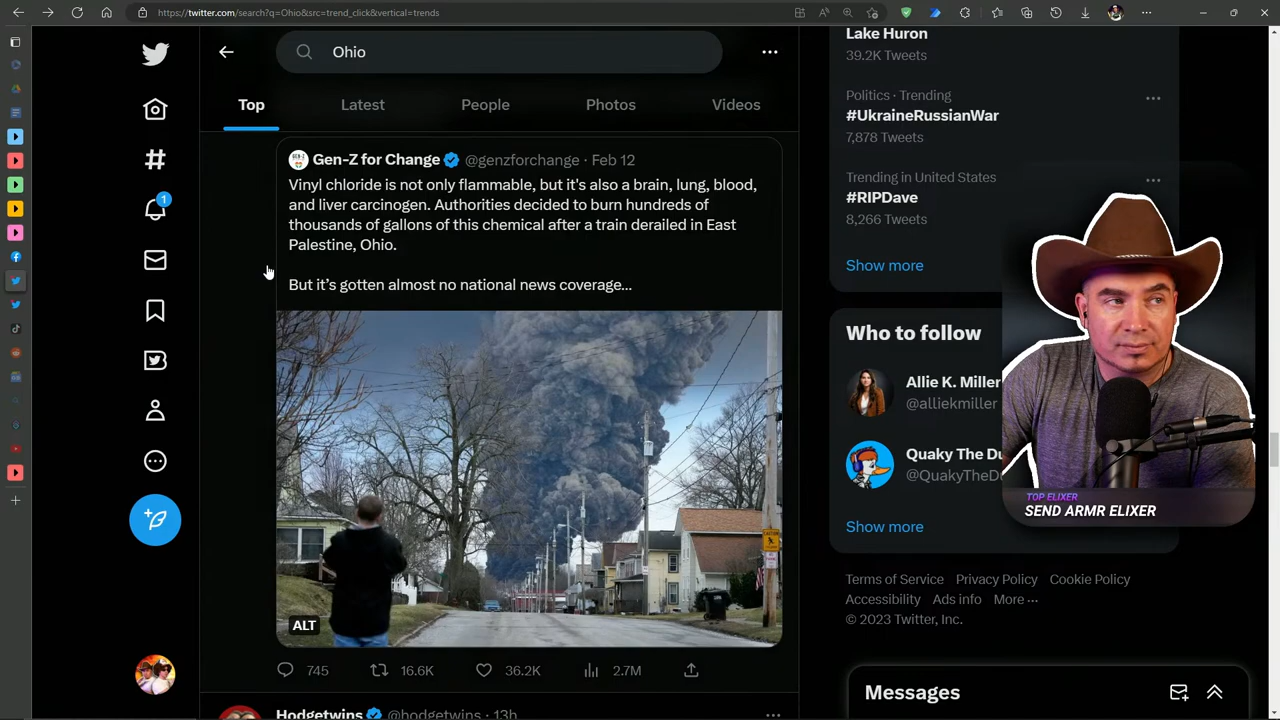 https://twitter.com/search?q=Ohio&src=trend_click&vertical=trends
Ohio
Top
Latest
People
Photos
Videos
Gen-Z for Change @genzforchange · Feb 12
Vinyl chloride is not only flammable, but it's also a brain, lung, blood,
and liver carcinogen. Authorities decided to burn hundreds of
thousands of gallons of this chemical after a train derailed in East
Palestine, Ohio.
But it's gotten almost no national news coverage...
ALT
745
16.6K
36.2K
2.7M
Hodgetwins @hodgetwins · 13h
1
Lake Huron
39.2K Tweets
Politics · Trending
#UkraineRussianWar
7,878 Tweets
Trending in United States
#RIPDave
8,266 Tweets
Show more
Who to follow
Allie K. Miller
@alliekmiller
Quaky The Du
@QuakyTheDu
Show more
TOP ELIXER
SEND ARMR ELIXER
Terms of Service Privacy Policy Cookie Policy
Accessibility Ads info More ···
© 2023 Twitter, Inc.
Messages